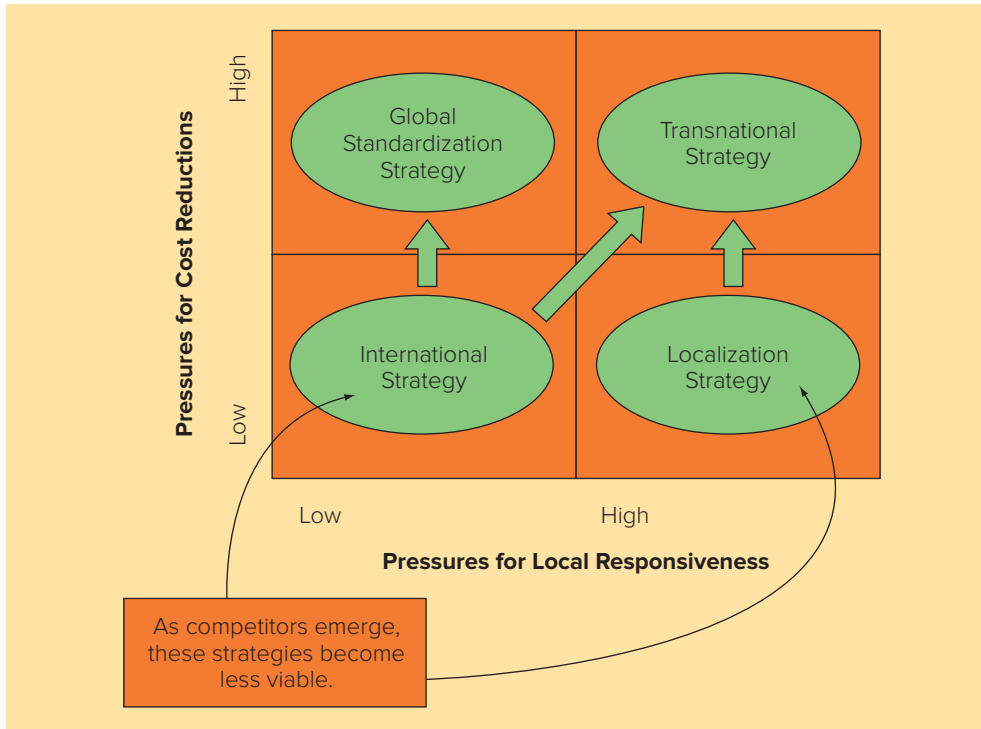 High
Pressures for Cost Reductions
Low
Global
Standardization
Strategy
Transnational
Strategy
International
Strategy
Localization
Strategy
Low
High
Pressures for Local Responsiveness
As competitors emerge,
these strategies become
less viable.